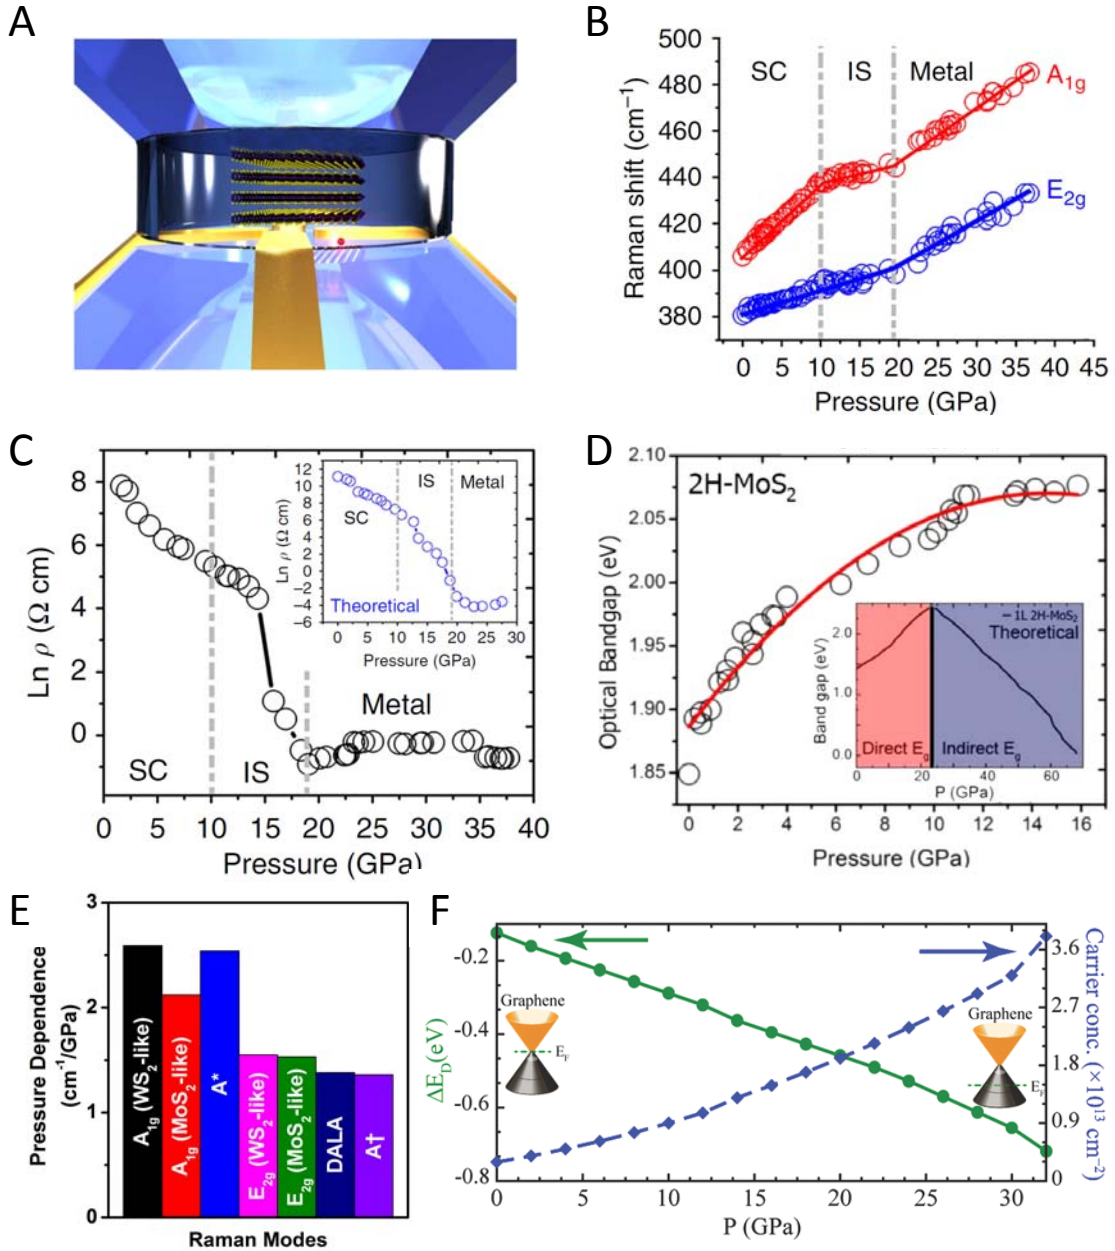 A
B
500
480
460
440
420
400
380
Raman shift (cm⁻¹)
SC
IS
Metal
A1g
E2g
0 5 10 15 20 25 30 35 40 45
Pressure (GPa)
C
8
6
4
2
0
Ln ρ (Ω cm)
SC
IS
Metal
0 5 10 15 20 25 30 35 40
Pressure (GPa)
12
10
8
6
4
2
0
−2
−4
−6
Ln ρ (Ω cm)
SC
IS
Metal
Theoretical
0 5 10 15 20 25 30
Pressure (GPa)
D
2H-MoS₂
2.10
2.05
2.00
1.95
1.90
1.85
Optical Bandgap (eV)
0 2 4 6 8 10 12 14 16
Pressure (GPa)
1L 2H-MoS₂
Theoretical
2.0
1.0
0.0
Band gap (eV)
Direct Eg
Indirect Eg
0 20 40 60
P (GPa)
E
3
2
1
0
Pressure Dependence
(cm⁻¹/GPa)
A1g (WS₂-like)
A1g (MoS₂-like)
A*
E2g (WS₂-like)
E2g (MoS₂-like)
DALA
A†
Raman Modes
F
-0.2
-0.4
-0.6
-0.8
ΔED(eV)
Graphene
EF
Graphene
EF
3.6
2.7
1.8
0.9
0
Carrier conc. (×10¹³ cm⁻²)
0 5 10 15 20 25 30
P (GPa)